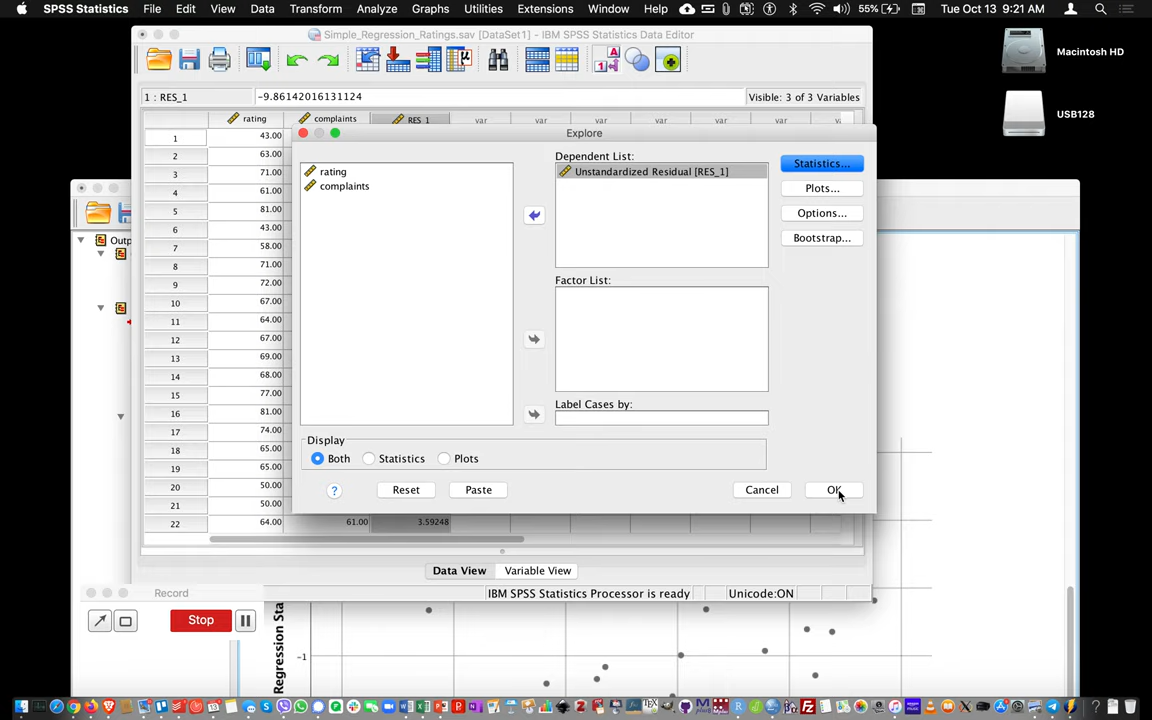 SPSS Statistics File Edit View Data Transform Analyze Graphs Utilities Extensions Window Help 55% Tue Oct 13 9:21 AM
Simple_Regression_Ratings.sav [DataSet1] - IBM SPSS Statistics Data Editor
Macintosh HD
1 : RES_1 -9.86142016131124 Visible: 3 of 3 Variables
rating complaints RES_1 var var var var var
USB128
Explore
1 43.00
2 63.00
3 71.00
4 61.00
5 81.00
6 43.00
7 58.00
8 71.00
9 72.00
10 67.00
11 64.00
12 67.00
13 69.00
14 68.00
15 77.00
16 81.00
17 74.00
18 65.00
19 65.00
20 50.00
21 50.00
22 64.00 61.00 3.59248
rating
complaints
Dependent List:
Unstandardized Residual [RES_1]
Factor List:
Label Cases by:
Statistics...
Plots...
Options...
Bootstrap...
Display
Both Statistics Plots
? Reset Paste Cancel OK
Outp
Data View Variable View
IBM SPSS Statistics Processor is ready Unicode:ON
Record
Stop
Regression Sta
-1